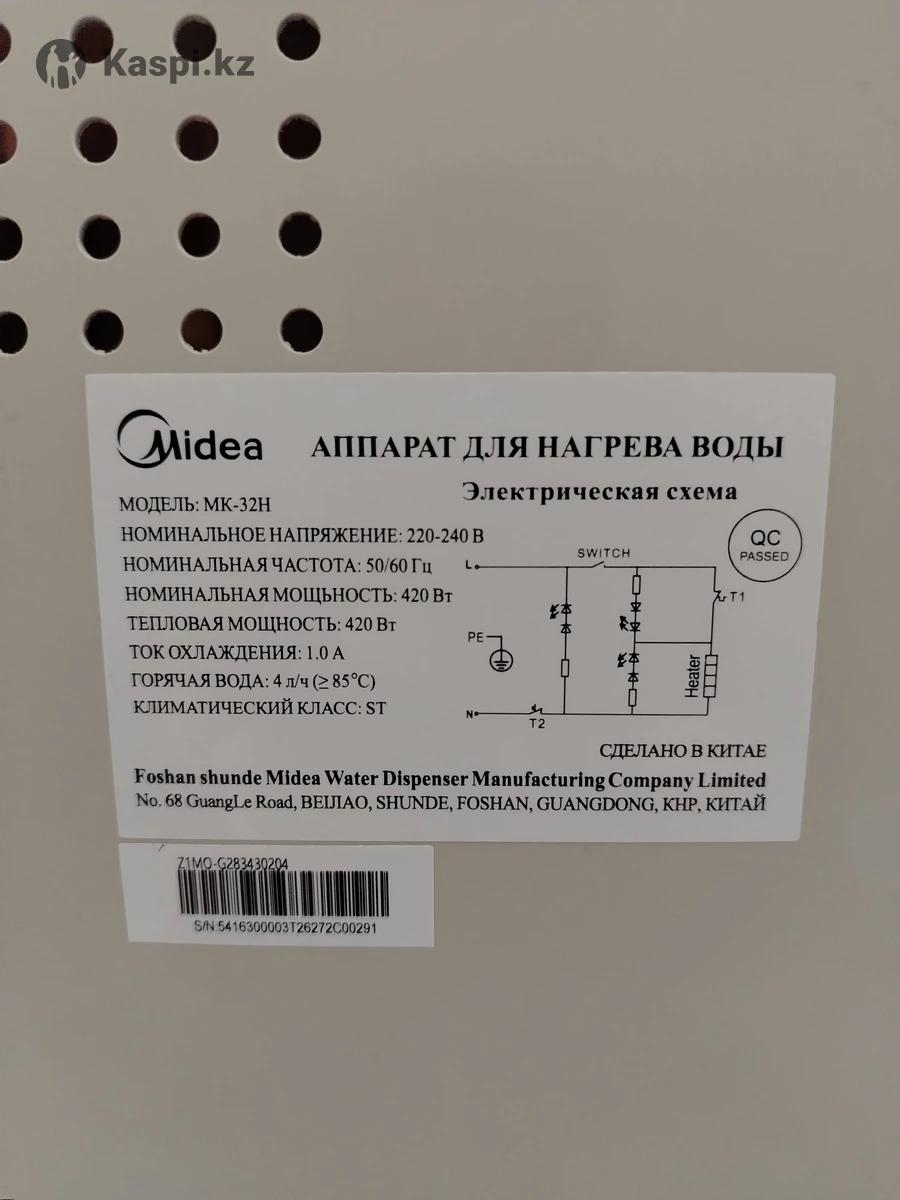 Kaspi.kz
Midea
АППАРАТ ДЛЯ НАГРЕВА ВОДЫ
Электрическая схема
МОДЕЛЬ: MK-32H
НОМИНАЛЬНОЕ НАПРЯЖЕНИЕ: 220-240 В
НОМИНАЛЬНАЯ ЧАСТОТА: 50/60 Гц
НОМИНАЛЬНАЯ МОЩЬНОСТЬ: 420 Вт
ТЕПЛОВАЯ МОЩНОСТЬ: 420 Вт
ТОК ОХЛАЖДЕНИЯ: 1.0 А
ГОРЯЧАЯ ВОДА: 4 л/ч (≥ 85°C)
КЛИМАТИЧЕСКИЙ КЛАСС: ST
QC
PASSED
SWITCH
L
T1
PE
Heater
N
T2
СДЕЛАНО В КИТАЕ
Foshan shunde Midea Water Dispenser Manufacturing Company Limited
No. 68 GuangLe Road, BEIJIAO, SHUNDE, FOSHAN, GUANGDONG, КНР, КИТАЙ
Z1MO-G283430204
S/N:5416300003T26272C00291